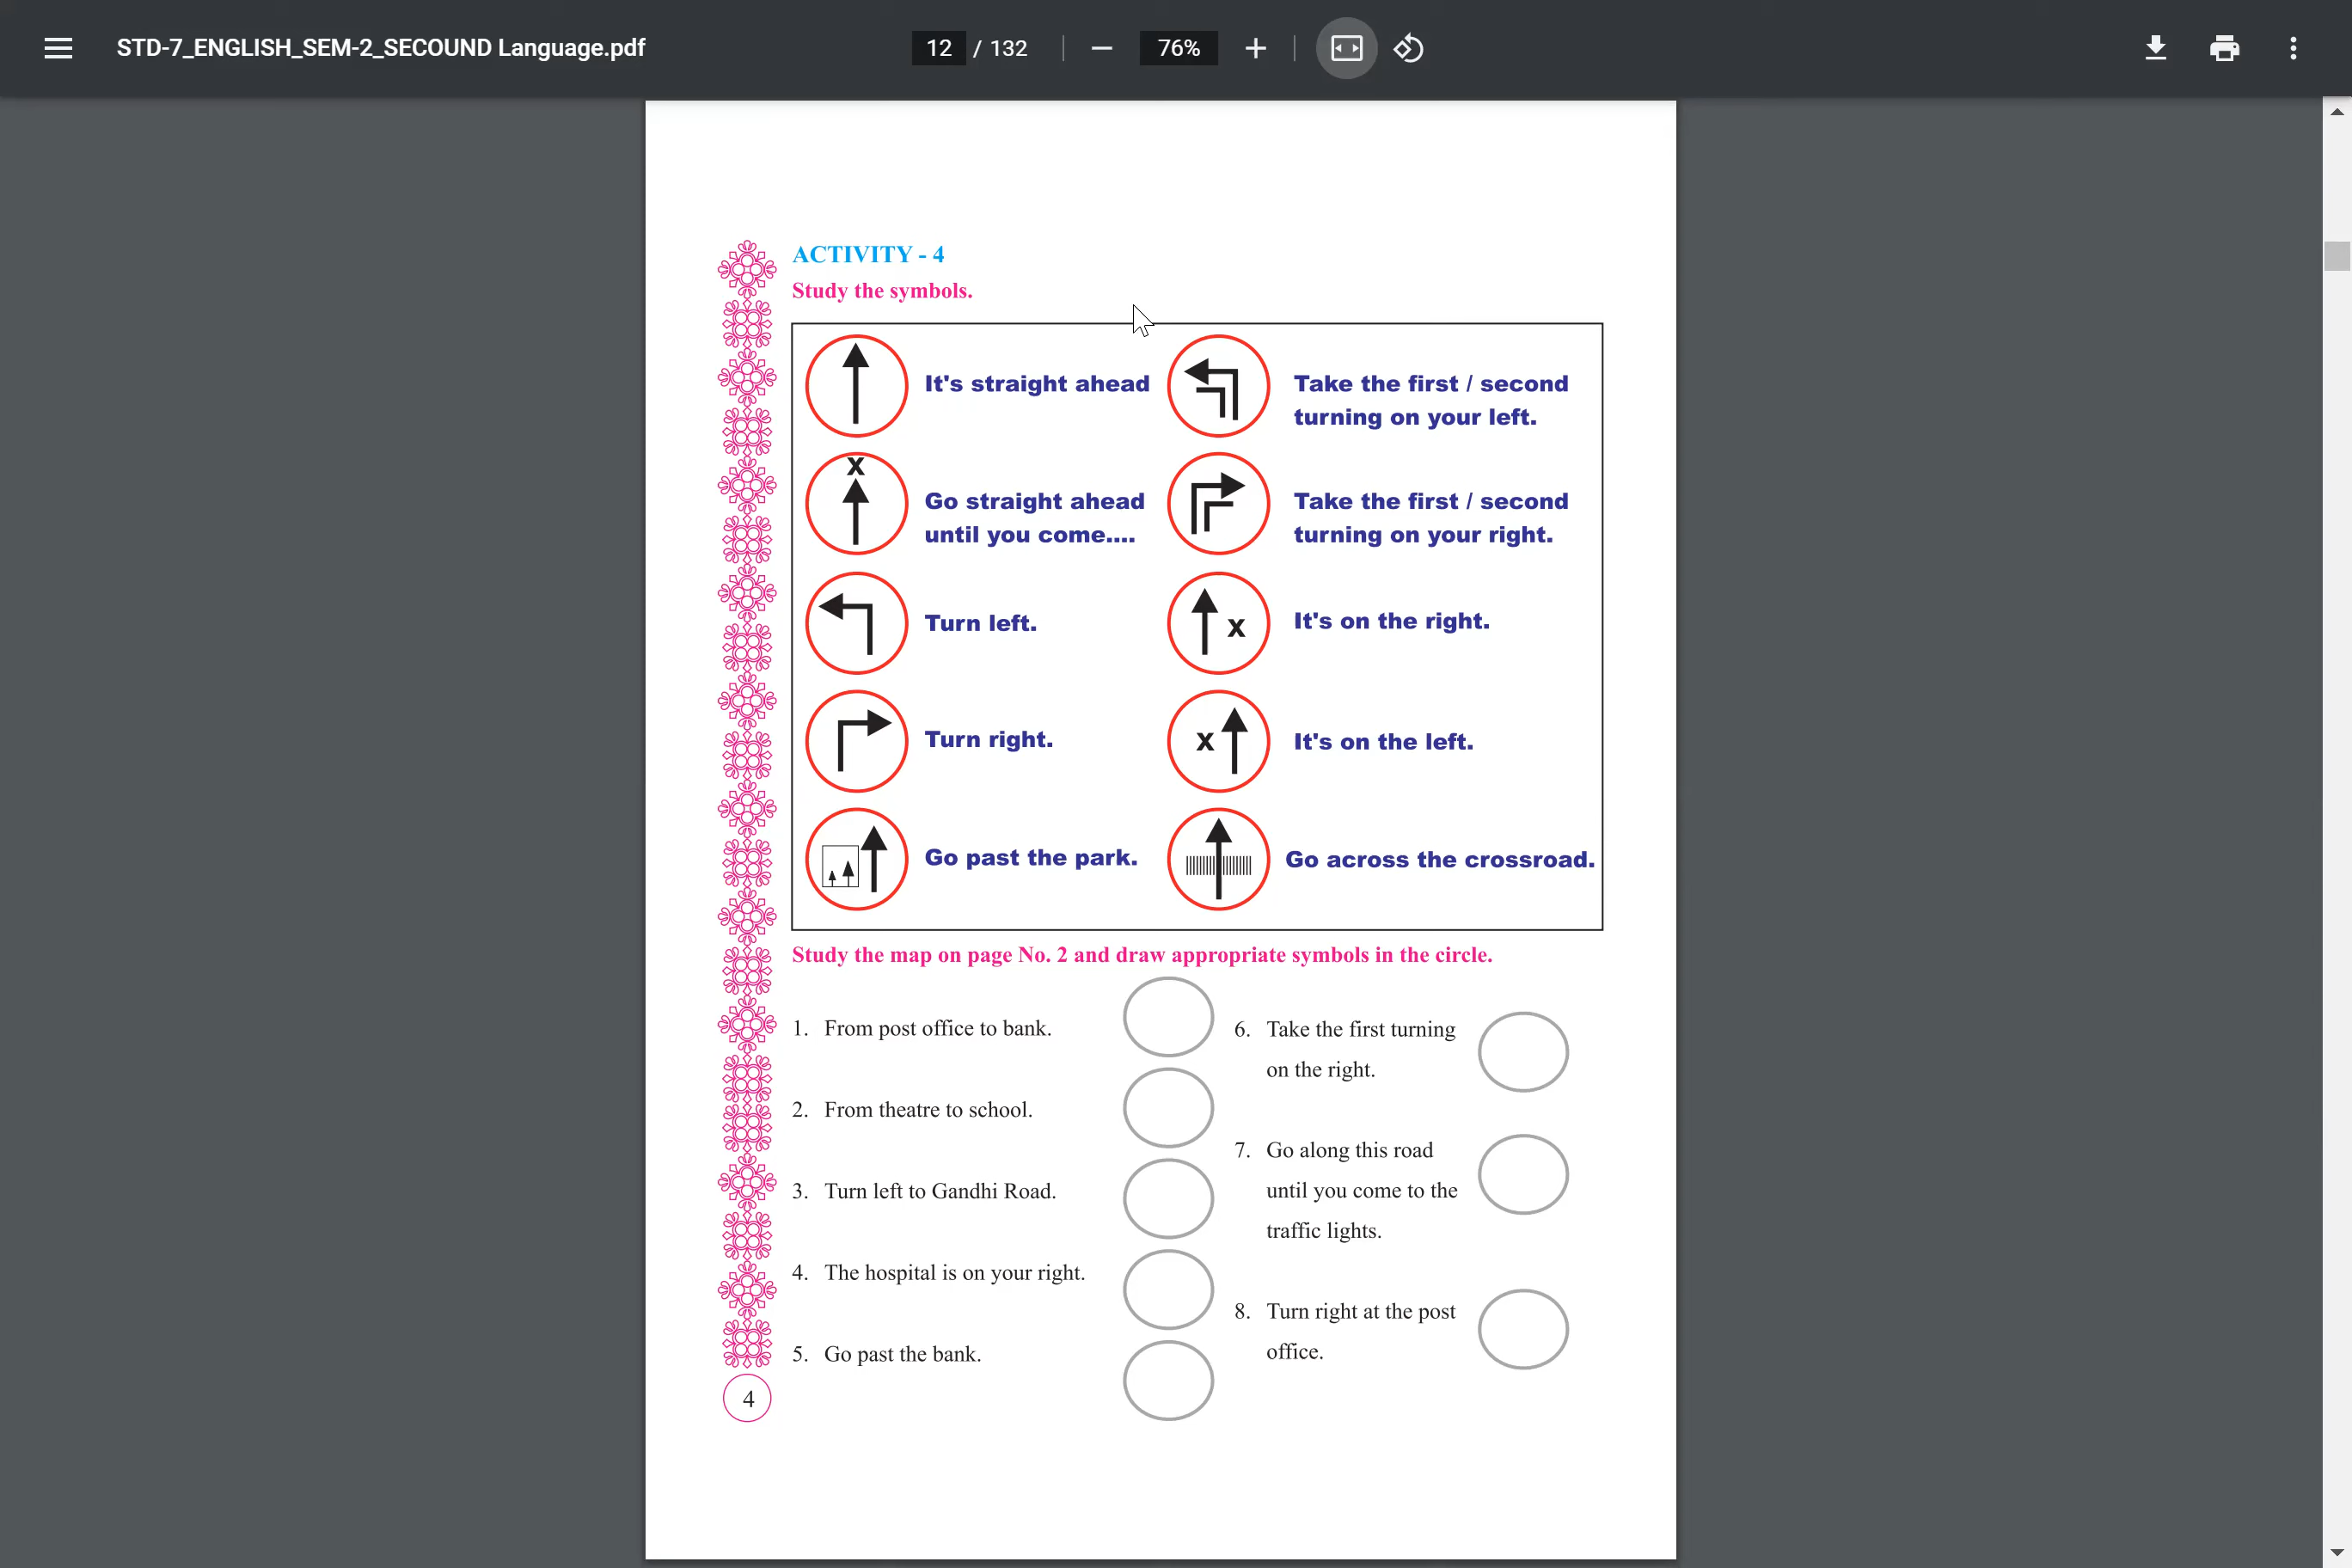 STD-7_ENGLISH_SEM-2_SECOUND Language.pdf
12 / 132
76%
ACTIVITY - 4
Study the symbols.
It's straight ahead
Take the first / second
turning on your left.
X
Go straight ahead
until you come....
Take the first / second
turning on your right.
Turn left.
X
It's on the right.
Turn right.
X
It's on the left.
Go past the park.
Go across the crossroad.
Study the map on page No. 2 and draw appropriate symbols in the circle.
1. From post office to bank.
2. From theatre to school.
3. Turn left to Gandhi Road.
4. The hospital is on your right.
5. Go past the bank.
6. Take the first turning
on the right.
7. Go along this road
until you come to the
traffic lights.
8. Turn right at the post
office.
4